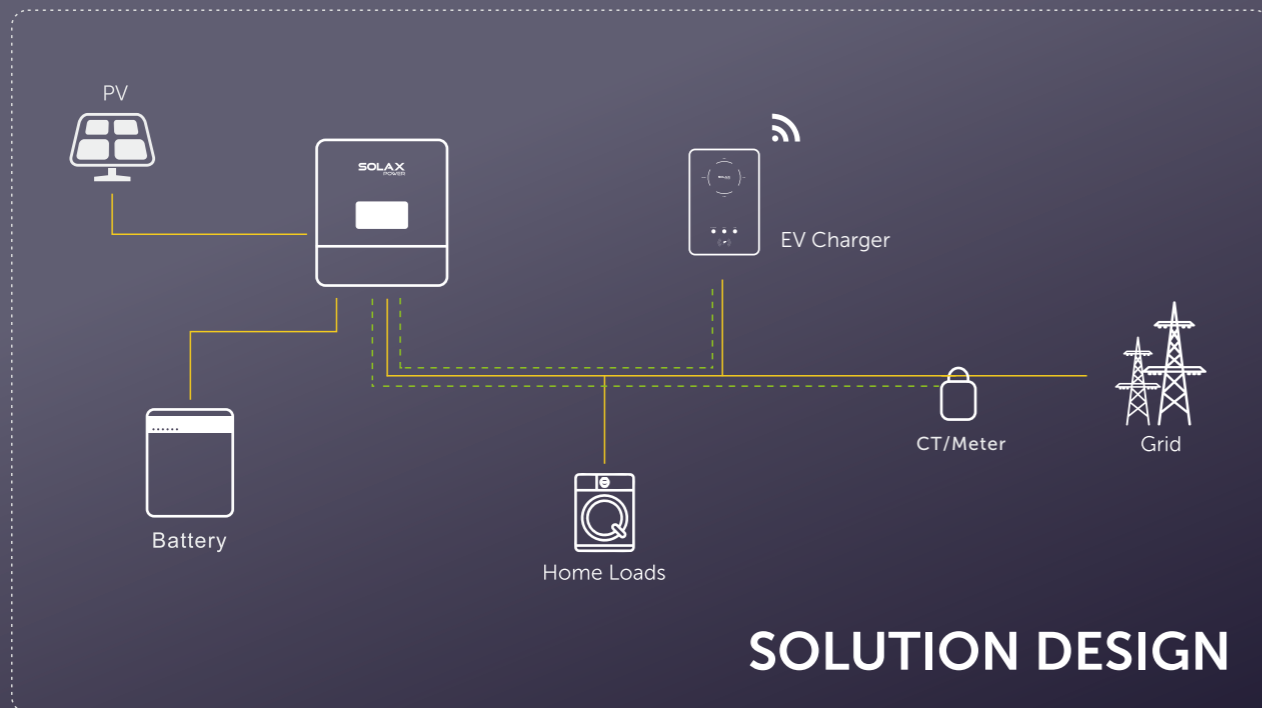 PV
SOLAX
POWER
EV Charger
CT/Meter
Grid
Battery
Home Loads
SOLUTION DESIGN